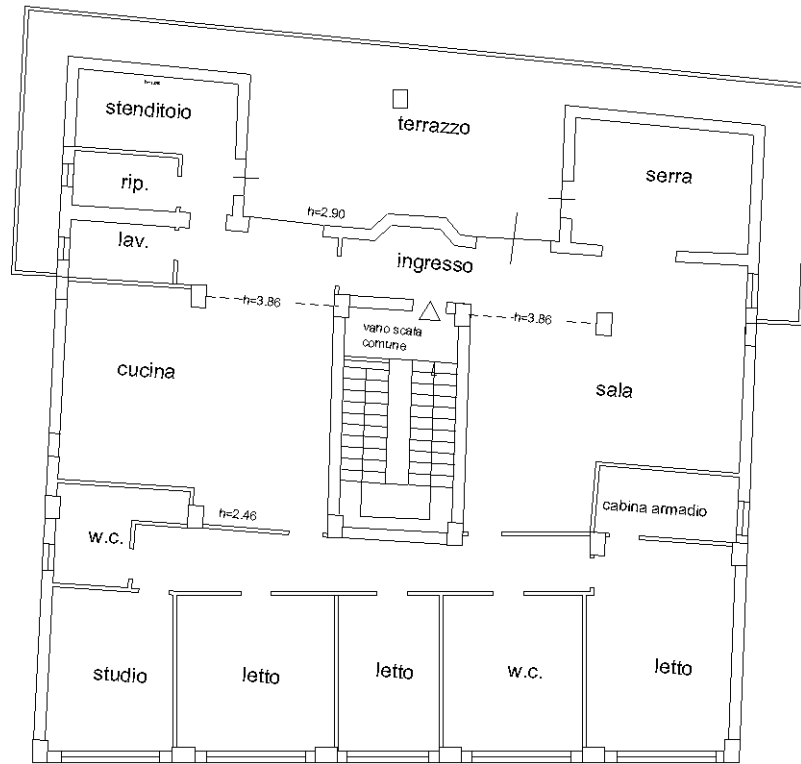 stenditoio
terrazzo
rip.
serra
h=2.90
lav.
ingresso
h=3.86
h=3.86
vano scala
comune
cucina
sala
h=2.46
cabina armadio
w.c.
studio
letto
letto
w.c.
letto